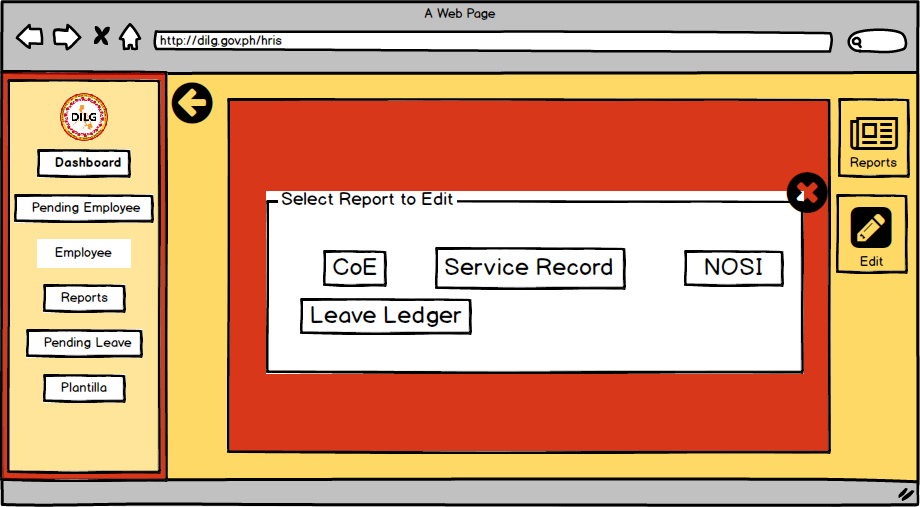 A Web Page
http://dilg.gov.ph/hris
DILG
Dashboard
Pending Employee
Employee
Reports
Pending Leave
Plantilla
Select Report to Edit
CoE
Service Record
NOSI
Leave Ledger
Reports
Edit